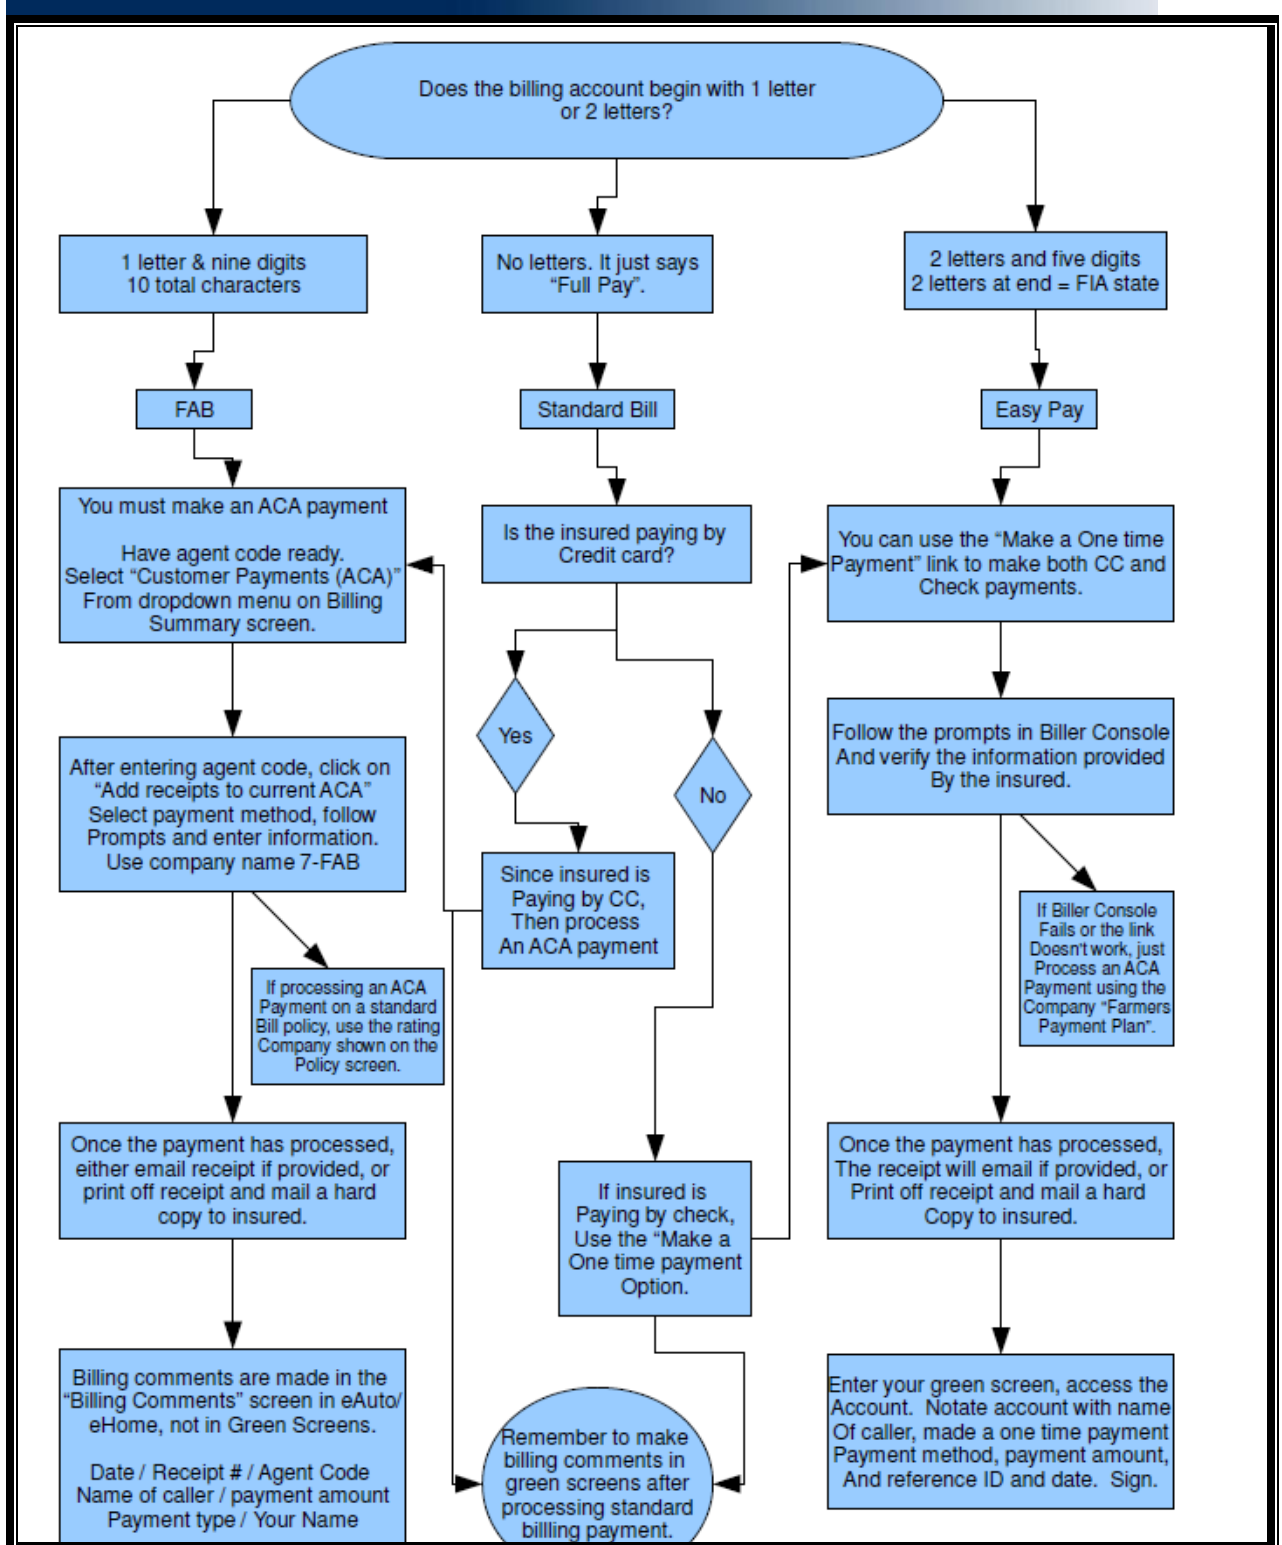 Does the billing account begin with 1 letter
or 2 letters?
1 letter & nine digits
10 total characters
No letters. It just says
“Full Pay”.
2 letters and five digits
2 letters at end = FIA state
FAB
Standard Bill
Easy Pay
You must make an ACA payment
Have agent code ready.
Select “Customer Payments (ACA)”
From dropdown menu on Billing
Summary screen.
Is the insured paying by
Credit card?
You can use the “Make a One time
Payment” link to make both CC and
Check payments.
Yes
No
After entering agent code, click on
“Add receipts to current ACA”
Select payment method, follow
Prompts and enter information.
Use company name 7-FAB
Follow the prompts in Biller Console
And verify the information provided
By the insured.
Since insured is
Paying by CC,
Then process
An ACA payment
If processing an ACA
Payment on a standard
Bill policy, use the rating
Company shown on the
Policy screen.
If Biller Console
Fails or the link
Doesn't work, just
Process an ACA
Payment using the
Company “Farmers
Payment Plan”.
Once the payment has processed,
either email receipt if provided, or
print off receipt and mail a hard
copy to insured.
If insured is
Paying by check,
Use the “Make a
One time payment
Option.
Once the payment has processed,
The receipt will email if provided, or
Print off receipt and mail a hard
Copy to insured.
Billing comments are made in the
“Billing Comments” screen in eAuto/
eHome, not in Green Screens.
Date / Receipt # / Agent Code
Name of caller / payment amount
Payment type / Your Name
Remember to make
billing comments in
green screens after
processing standard
billling payment.
Enter your green screen, access the
Account.  Notate account with name
Of caller, made a one time payment
Payment method, payment amount,
And reference ID and date.  Sign.